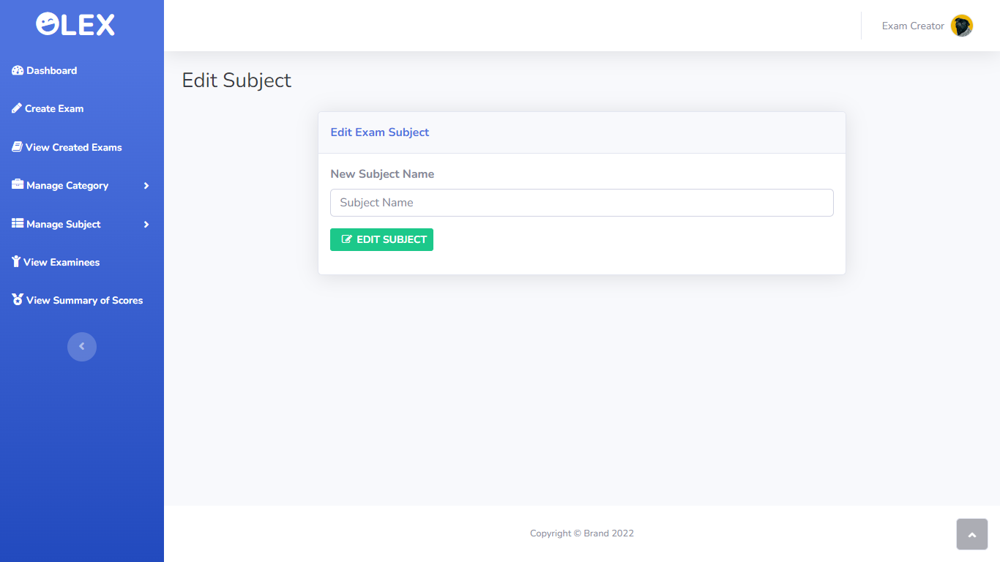 OLEX
Exam Creator
Dashboard
Create Exam
View Created Exams
Manage Category
Manage Subject
View Examinees
View Summary of Scores
Edit Subject
Edit Exam Subject
New Subject Name
Subject Name
EDIT SUBJECT
Copyright © Brand 2022